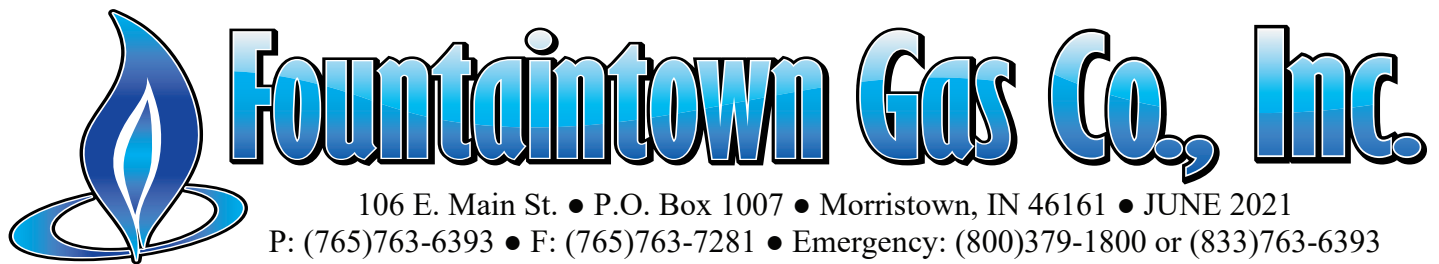 Fountaintown Gas Co., Inc.
106 E. Main St. ● P.O. Box 1007 ● Morristown, IN 46161 ● JUNE 2021
P: (765)763-6393 ● F: (765)763-7281 ● Emergency: (800)379-1800 or (833)763-6393